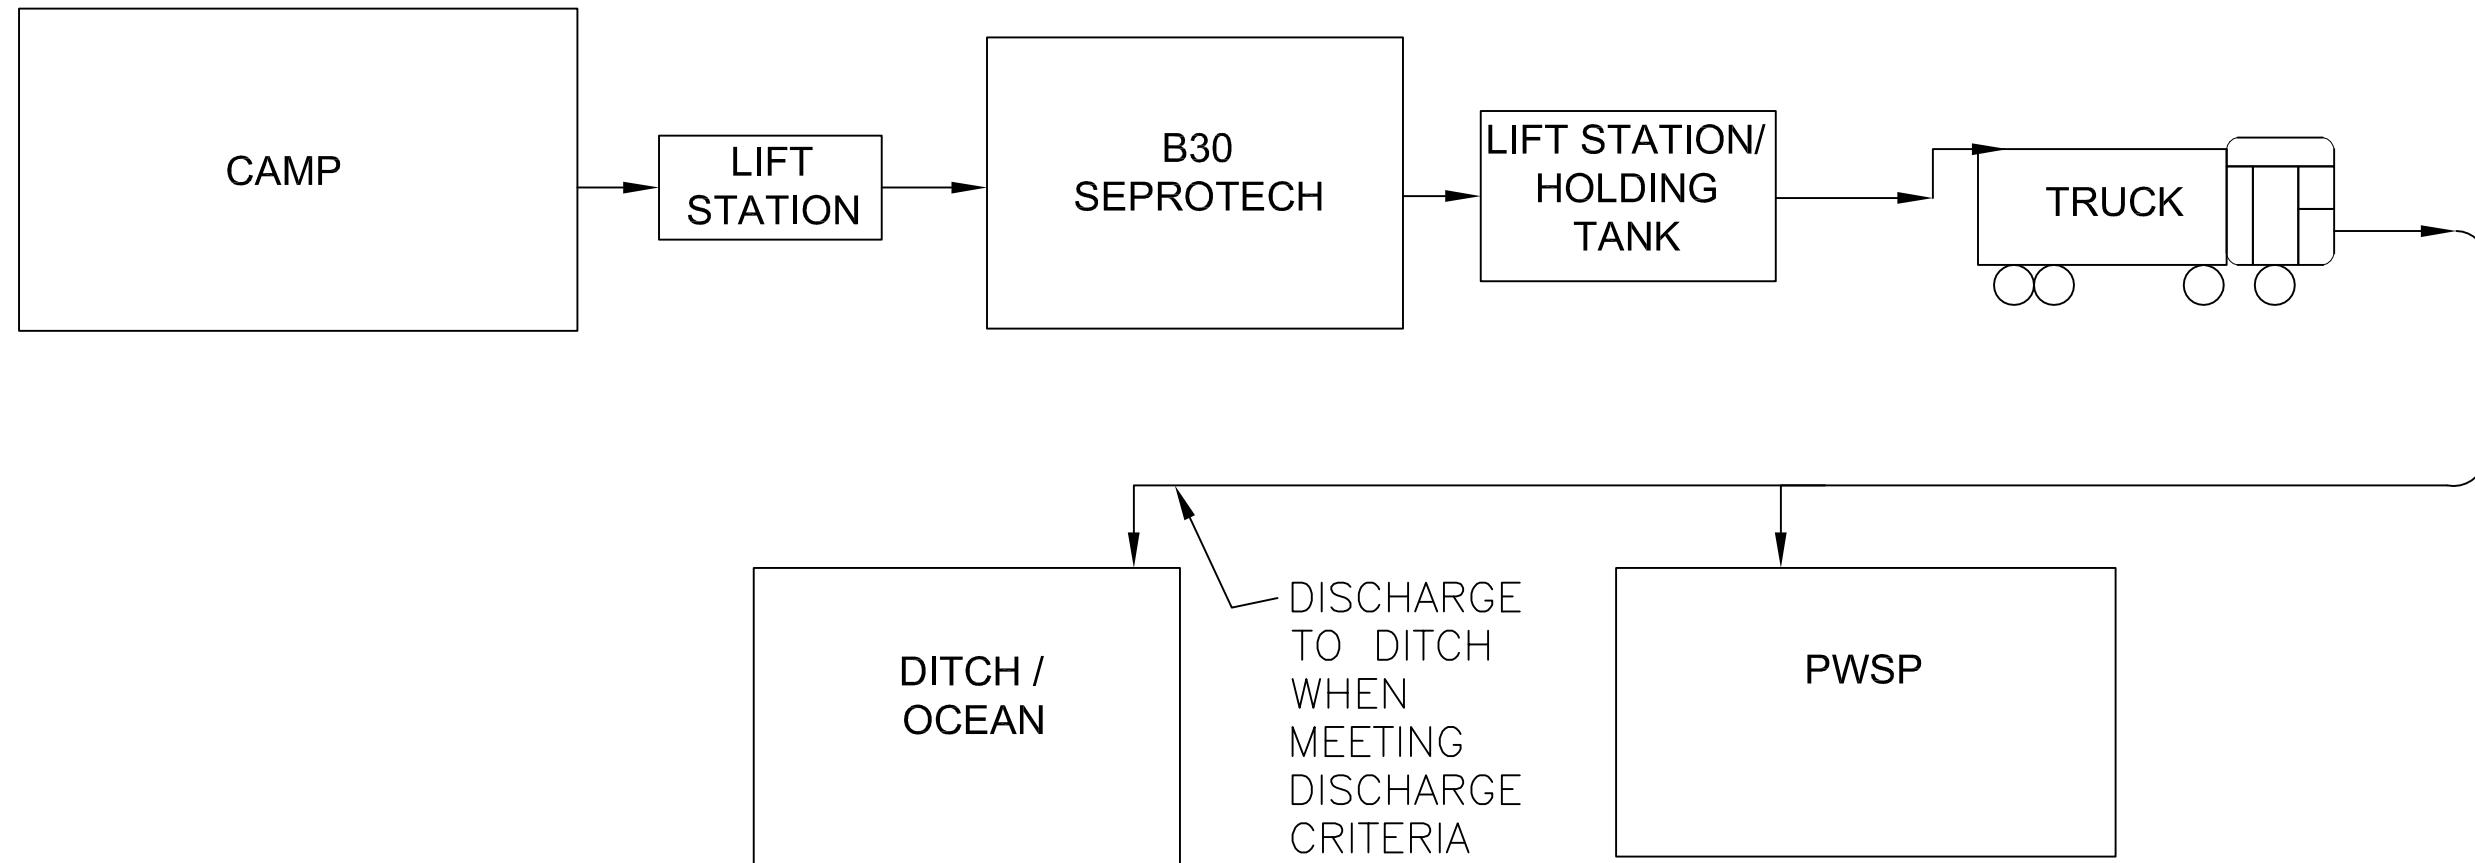 CAMP
LIFT
STATION
B30
SEPROTECH
LIFT STATION/
HOLDING
TANK
TRUCK
DITCH /
OCEAN
DISCHARGE
TO DITCH
WHEN
MEETING
DISCHARGE
CRITERIA
PWSP